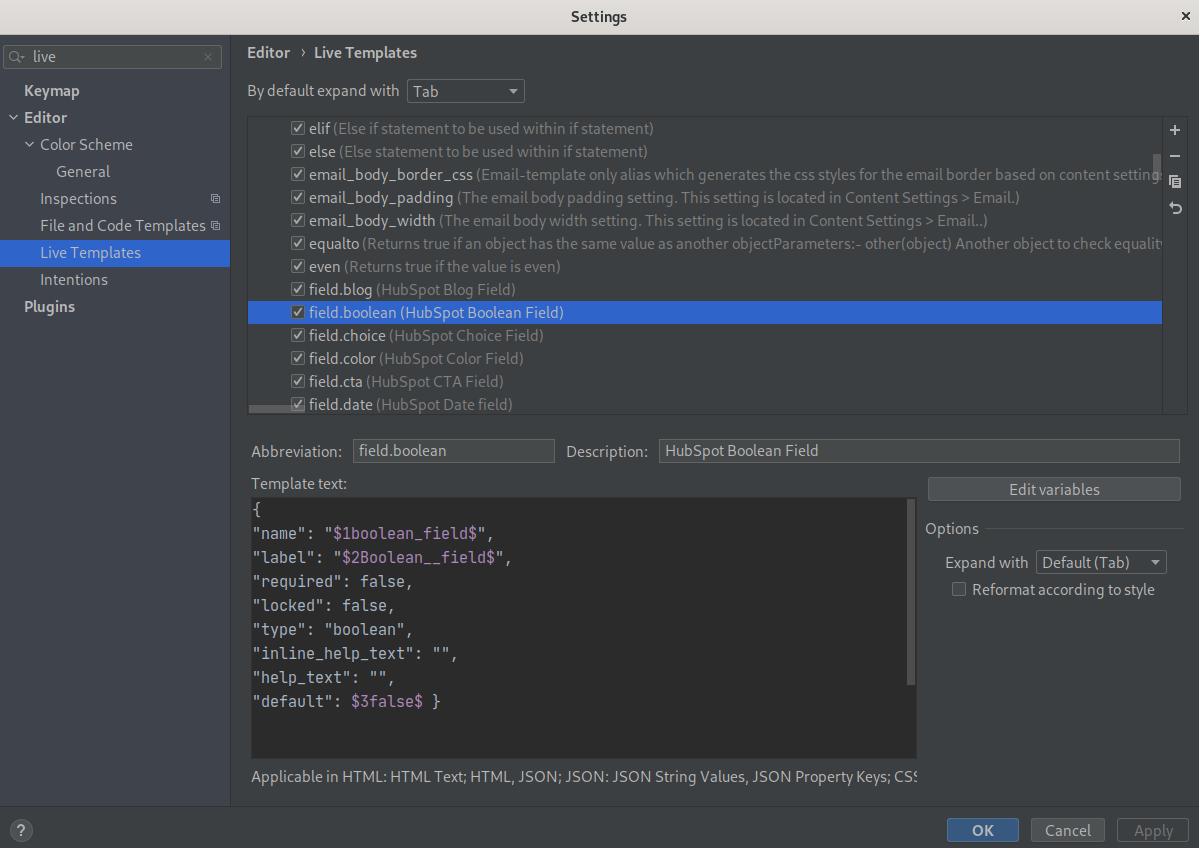 Settings
live
Keymap
Editor
Color Scheme
General
Inspections
File and Code Templates
Live Templates
Intentions
Plugins
Editor › Live Templates
By default expand with Tab
elif (Else if statement to be used within if statement)
else (Else statement to be used within if statement)
email_body_border_css (Email-template only alias which generates the css styles for the email border based on content settings
email_body_padding (The email body padding setting. This setting is located in Content Settings > Email.)
email_body_width (The email body width setting. This setting is located in Content Settings > Email..)
equalto (Returns true if an object has the same value as another objectParameters:- other(object) Another object to check equality
even (Returns true if the value is even)
field.blog (HubSpot Blog Field)
field.boolean (HubSpot Boolean Field)
field.choice (HubSpot Choice Field)
field.color (HubSpot Color Field)
field.cta (HubSpot CTA Field)
field.date (HubSpot Date field)
Abbreviation: field.boolean Description: HubSpot Boolean Field
Template text:
{
"name": "$1boolean_field$",
"label": "$2Boolean__field$",
"required": false,
"locked": false,
"type": "boolean",
"inline_help_text": "",
"help_text": "",
"default": $3false$ }
Edit variables
Options
Expand with Default (Tab)
Reformat according to style
Applicable in HTML: HTML Text; HTML, JSON; JSON: JSON String Values, JSON Property Keys; CSS
?
OK Cancel Apply